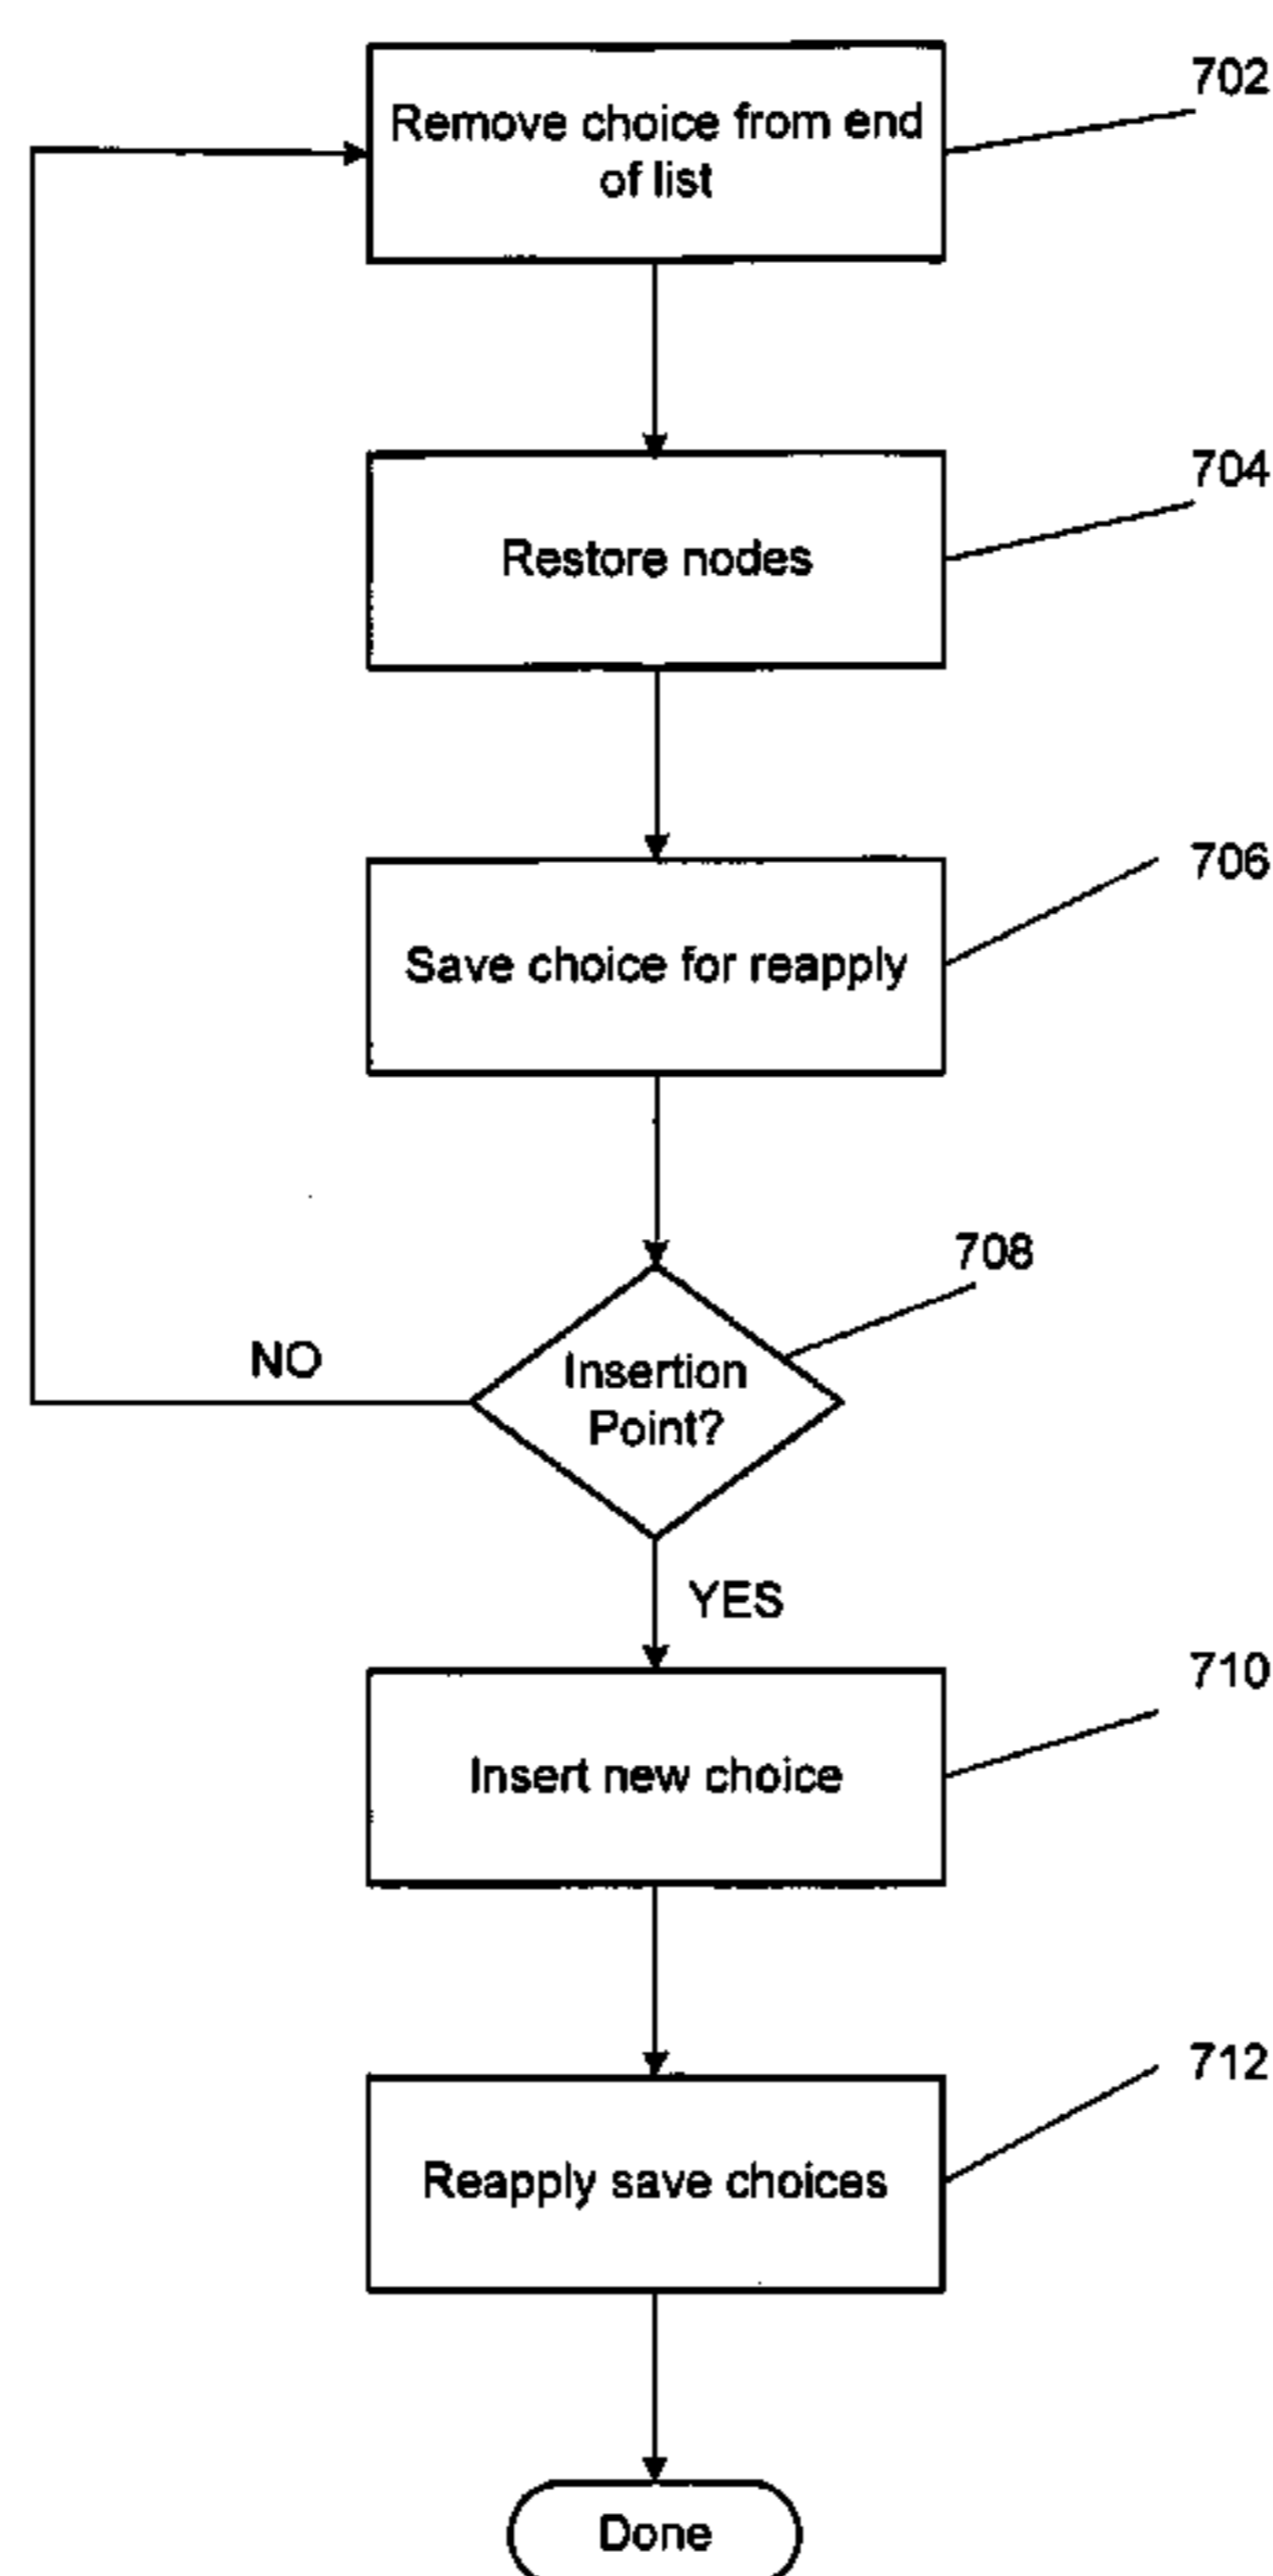 702
Remove choice from end
of list
704
Restore nodes
706
Save choice for reapply
708
Insertion
Point?
NO
YES
710
Insert new choice
712
Reapply save choices
Done